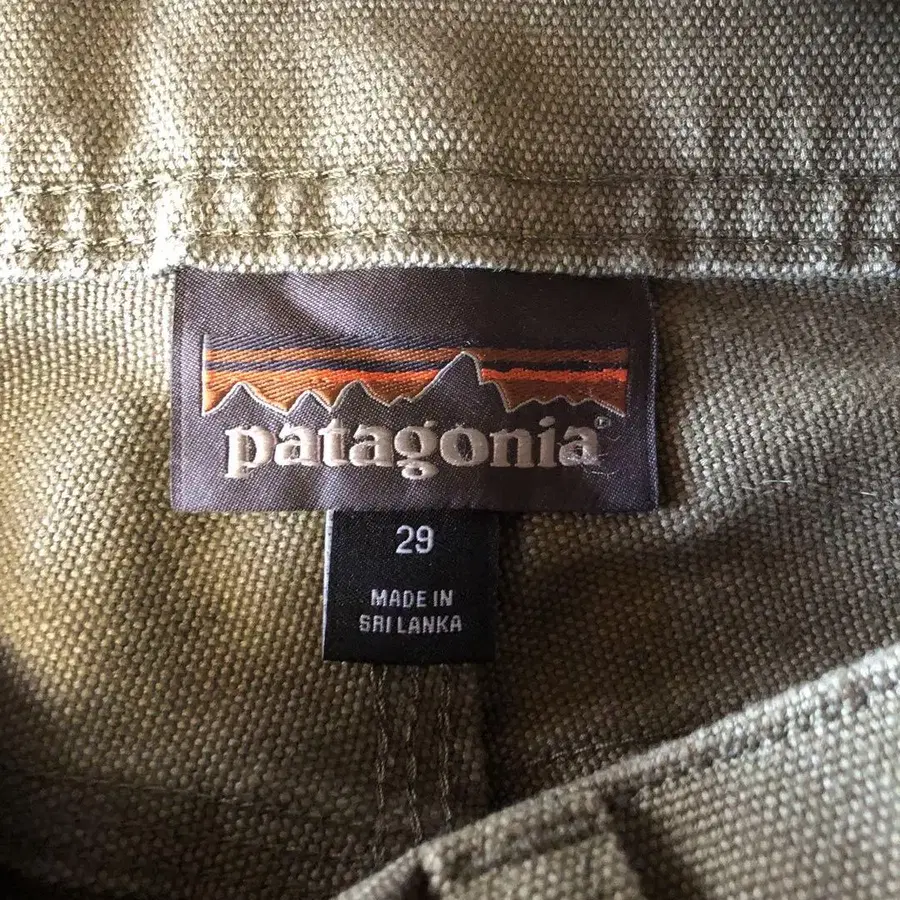 patagonia®
29
MADE IN
SRI LANKA